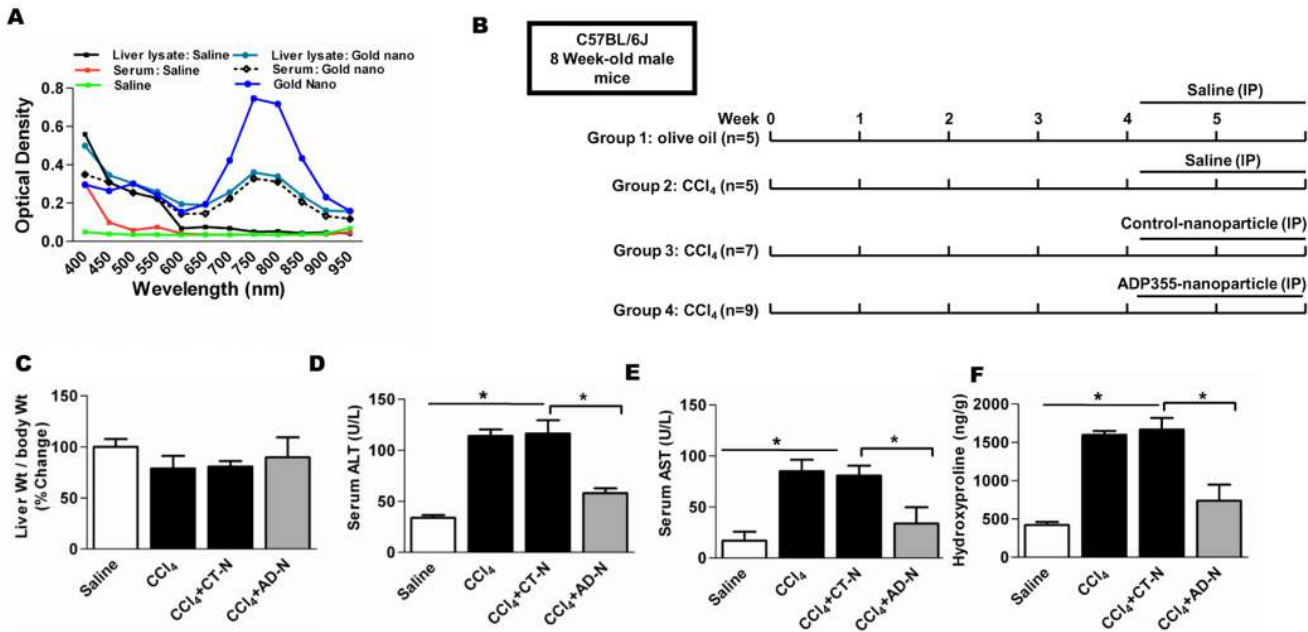 A
Liver lysate: Saline
Liver lysate: Gold nano
Serum: Saline
Serum: Gold nano
Saline
Gold Nano
Optical Density
0.8
0.6
0.4
0.2
0.0
400 450 500 550 600 650 700 750 800 850 900 950
Wevelength (nm)
B
C57BL/6J
8 Week-old male
mice
Saline (IP)
Week 0 1 2 3 4 5
Group 1: olive oil (n=5)
Saline (IP)
Group 2: CCl4 (n=5)
Control-nanoparticle (IP)
Group 3: CCl4 (n=7)
ADP355-nanoparticle (IP)
Group 4: CCl4 (n=9)
C
Liver Wt / body Wt
(% Change)
150
100
50
0
Saline CCl4 CCl4+CT-N CCl4+AD-N
D
Serum ALT (U/L)
150
100
50
0
* *
Saline CCl4 CCl4+CT-N CCl4+AD-N
E
Serum AST (U/L)
150
100
50
0
* *
Saline CCl4 CCl4+CT-N CCl4+AD-N
F
Hydroxyproline (ng/g)
2000
1500
1000
500
0
* *
Saline CCl4 CCl4+CT-N CCl4+AD-N